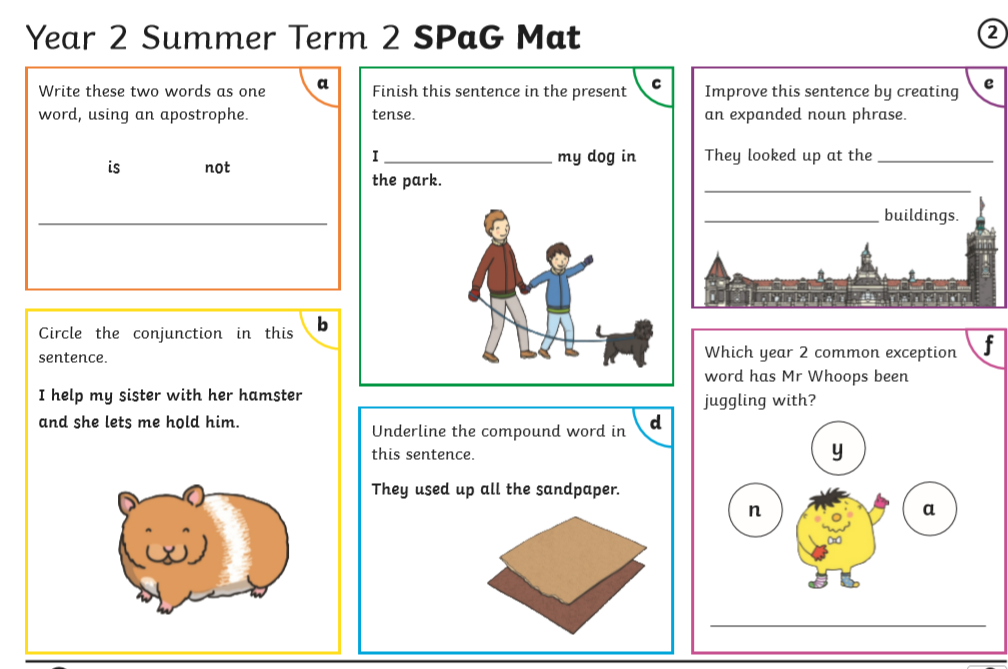 Year 2 Summer Term 2 SPaG Mat
2
a
Write these two words as one
word, using an apostrophe.
is not
b
Circle the conjunction in this
sentence.
I help my sister with her hamster
and she lets me hold him.
c
Finish this sentence in the present
tense.
I ____________________ my dog in
the park.
d
Underline the compound word in
this sentence.
They used up all the sandpaper.
e
Improve this sentence by creating
an expanded noun phrase.
They looked up at the ______________
____________________ buildings.
f
Which year 2 common exception
word has Mr Whoops been
juggling with?
y
n a